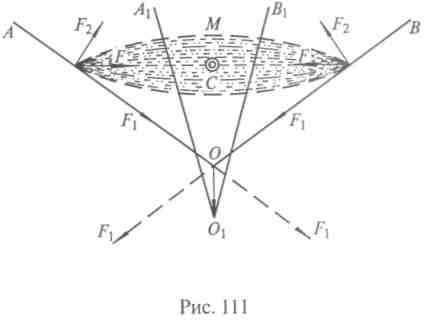 A F₂ A₁ M B₁ F₂ B
F F
C
F₁ F₁
O
F₁ O₁ F₁
Рис. 111